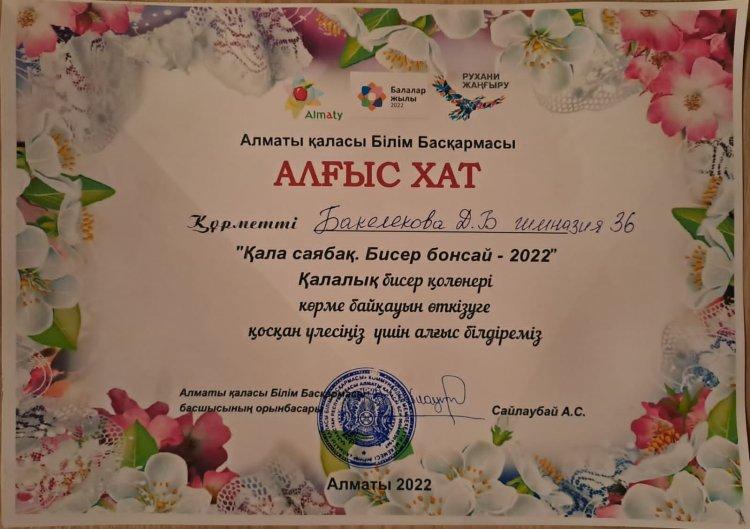 Almaty
Балалар
жылы
2022
РУХАНИ
ЖАҢҒЫРУ
Алматы қаласы Білім Басқармасы
АЛҒЫС ХАТ
Құрметті Бакелекова Д.Б гимназия 36
"Қала саябақ. Бисер бонсай - 2022"
Қалалық бисер қолөнері
көрме байқауын өткізуге
қосқан үлесіңіз үшін алғыс білдіреміз
Алматы қаласы Білім Басқармасы
басшысының орынбасары Сайлаубай А.С.
Алматы 2022